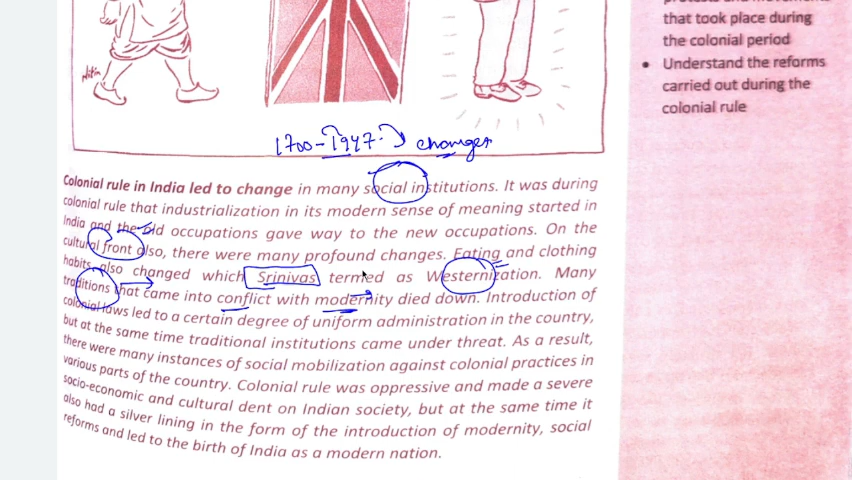 that took place during
the colonial period
• Understand the reforms
carried out during the
colonial rule
Nitin
1700-1947- changes
Colonial rule in India led to change in many social institutions. It was during
colonial rule that industrialization in its modern sense of meaning started in
India and the old occupations gave way to the new occupations. On the
cultural front also, there were many profound changes. Eating and clothing
habits also changed which Srinivas termed as Westernization. Many
traditions that came into conflict with modernity died down. Introduction of
colonial laws led to a certain degree of uniform administration in the country,
but at the same time traditional institutions came under threat. As a result,
there were many instances of social mobilization against colonial practices in
various parts of the country. Colonial rule was oppressive and made a severe
socio-economic and cultural dent on Indian society, but at the same time it
also had a silver lining in the form of the introduction of modernity, social
reforms and led to the birth of India as a modern nation.